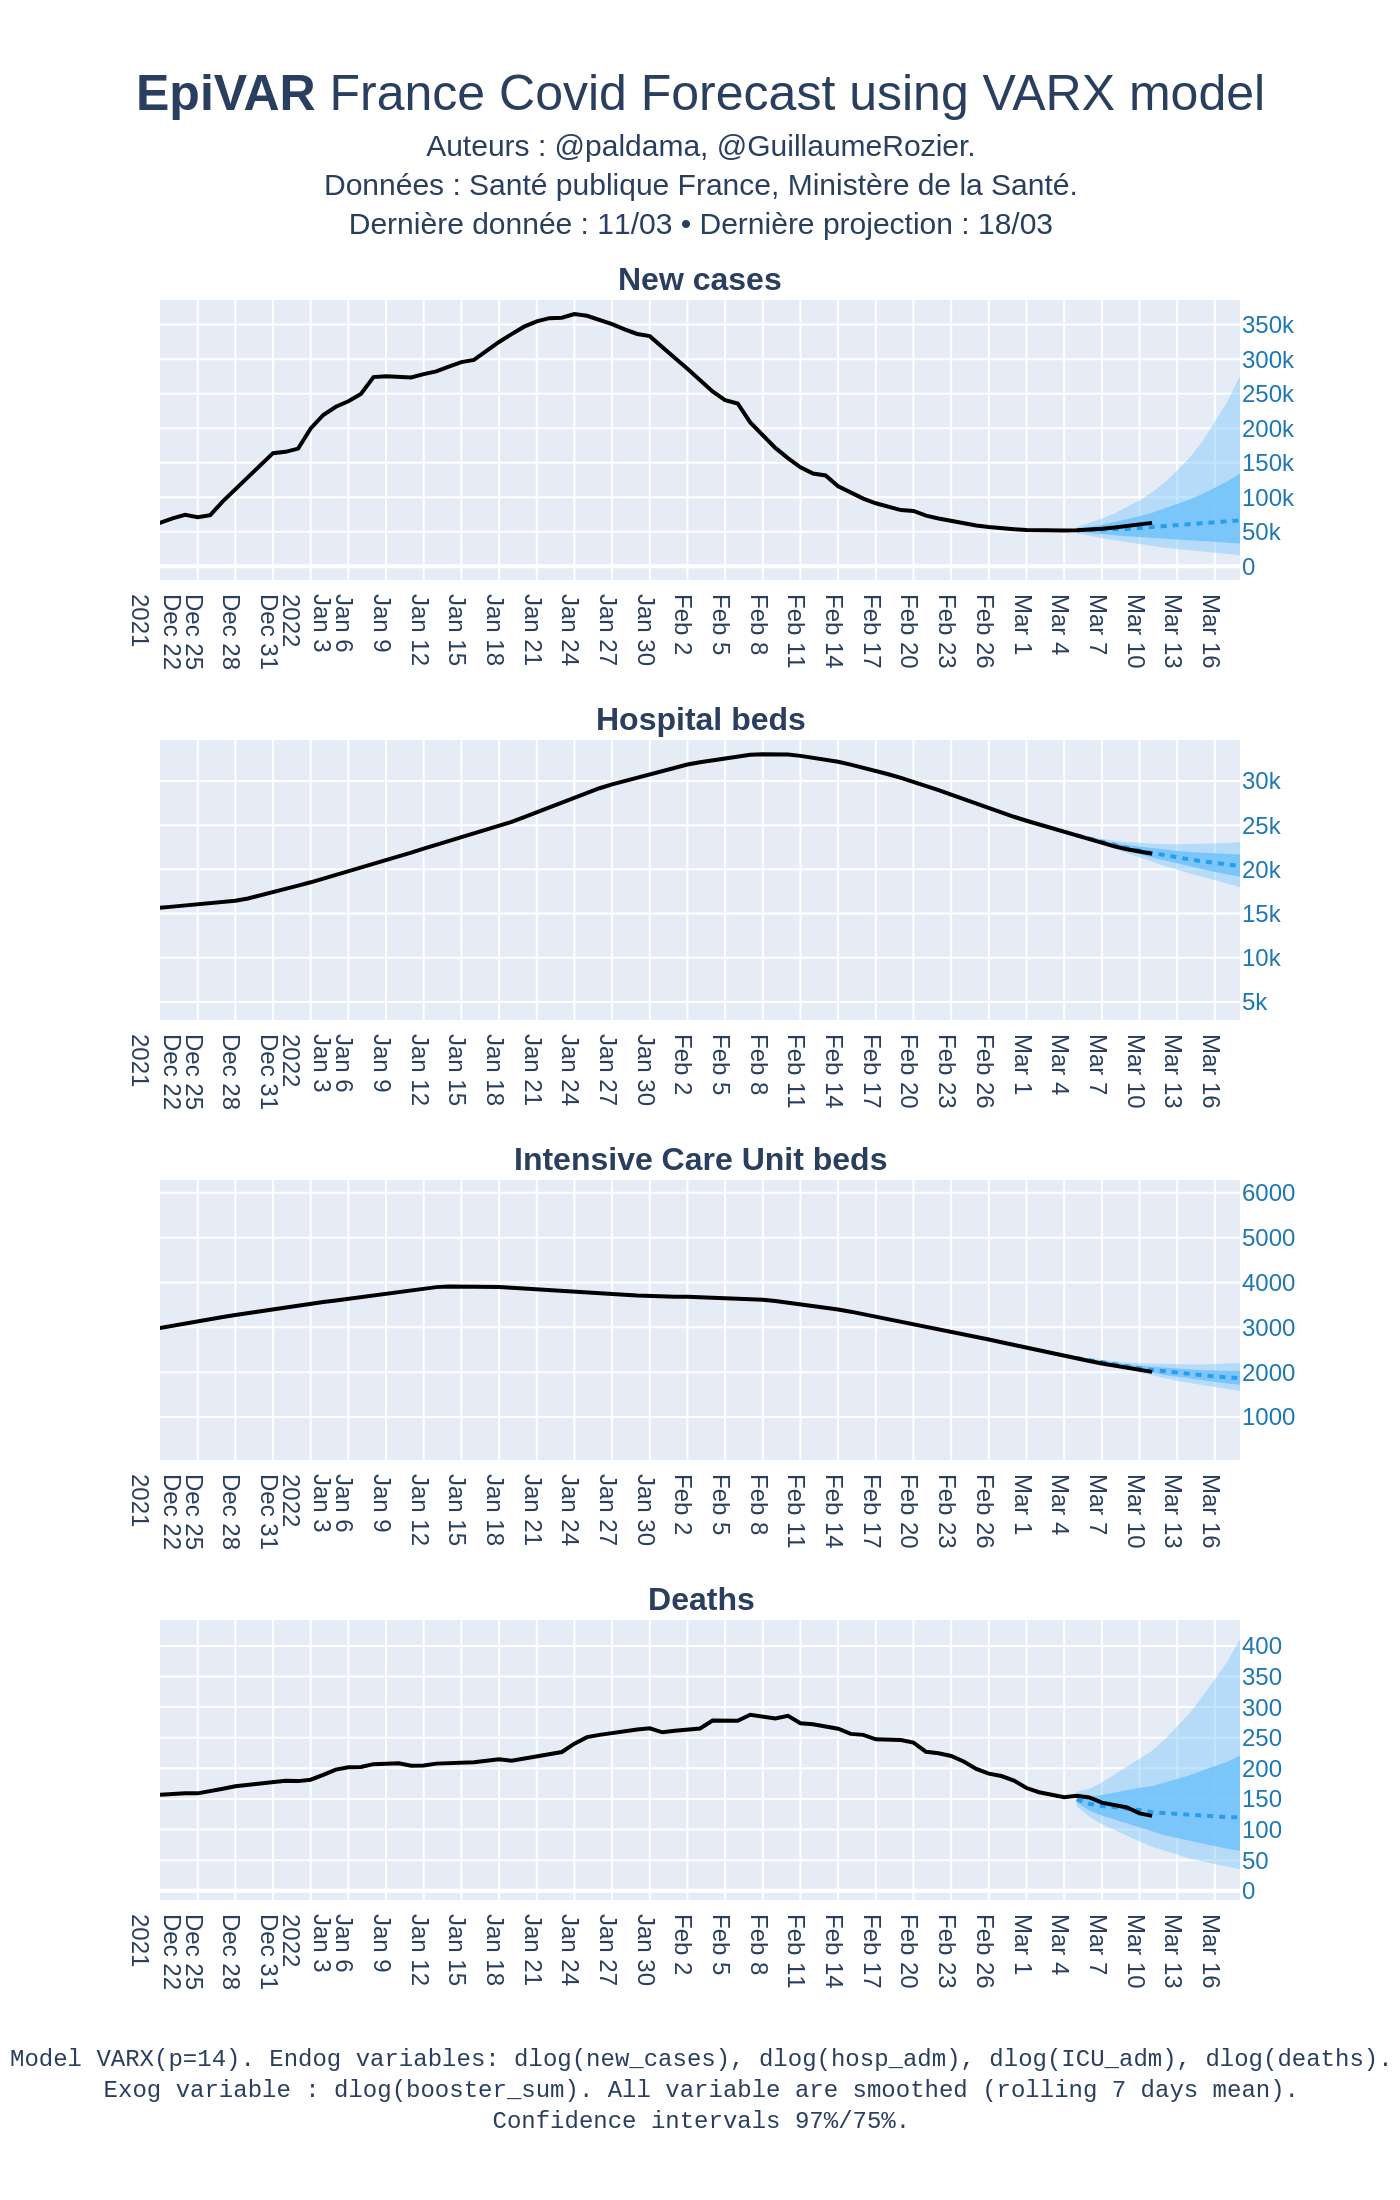 EpiVAR France Covid Forecast using VARX model
Auteurs : @paldama, @GuillaumeRozier.
Données : Santé publique France, Ministère de la Santé.
Dernière donnée : 11/03 • Dernière projection : 18/03
New cases
350k
300k
250k
200k
150k
100k
50k
0
2021
Dec 22
Dec 25
Dec 28
Dec 31
2022
Jan 3
Jan 6
Jan 9
Jan 12
Jan 15
Jan 18
Jan 21
Jan 24
Jan 27
Jan 30
Feb 2
Feb 5
Feb 8
Feb 11
Feb 14
Feb 17
Feb 20
Feb 23
Feb 26
Mar 1
Mar 4
Mar 7
Mar 10
Mar 13
Mar 16
Hospital beds
30k
25k
20k
15k
10k
5k
2021
Dec 22
Dec 25
Dec 28
Dec 31
2022
Jan 3
Jan 6
Jan 9
Jan 12
Jan 15
Jan 18
Jan 21
Jan 24
Jan 27
Jan 30
Feb 2
Feb 5
Feb 8
Feb 11
Feb 14
Feb 17
Feb 20
Feb 23
Feb 26
Mar 1
Mar 4
Mar 7
Mar 10
Mar 13
Mar 16
Intensive Care Unit beds
6000
5000
4000
3000
2000
1000
2021
Dec 22
Dec 25
Dec 28
Dec 31
2022
Jan 3
Jan 6
Jan 9
Jan 12
Jan 15
Jan 18
Jan 21
Jan 24
Jan 27
Jan 30
Feb 2
Feb 5
Feb 8
Feb 11
Feb 14
Feb 17
Feb 20
Feb 23
Feb 26
Mar 1
Mar 4
Mar 7
Mar 10
Mar 13
Mar 16
Deaths
400
350
300
250
200
150
100
50
0
2021
Dec 22
Dec 25
Dec 28
Dec 31
2022
Jan 3
Jan 6
Jan 9
Jan 12
Jan 15
Jan 18
Jan 21
Jan 24
Jan 27
Jan 30
Feb 2
Feb 5
Feb 8
Feb 11
Feb 14
Feb 17
Feb 20
Feb 23
Feb 26
Mar 1
Mar 4
Mar 7
Mar 10
Mar 13
Mar 16
Model VARX(p=14). Endog variables: dlog(new_cases), dlog(hosp_adm), dlog(ICU_adm), dlog(deaths).
Exog variable : dlog(booster_sum). All variable are smoothed (rolling 7 days mean).
Confidence intervals 97%/75%.